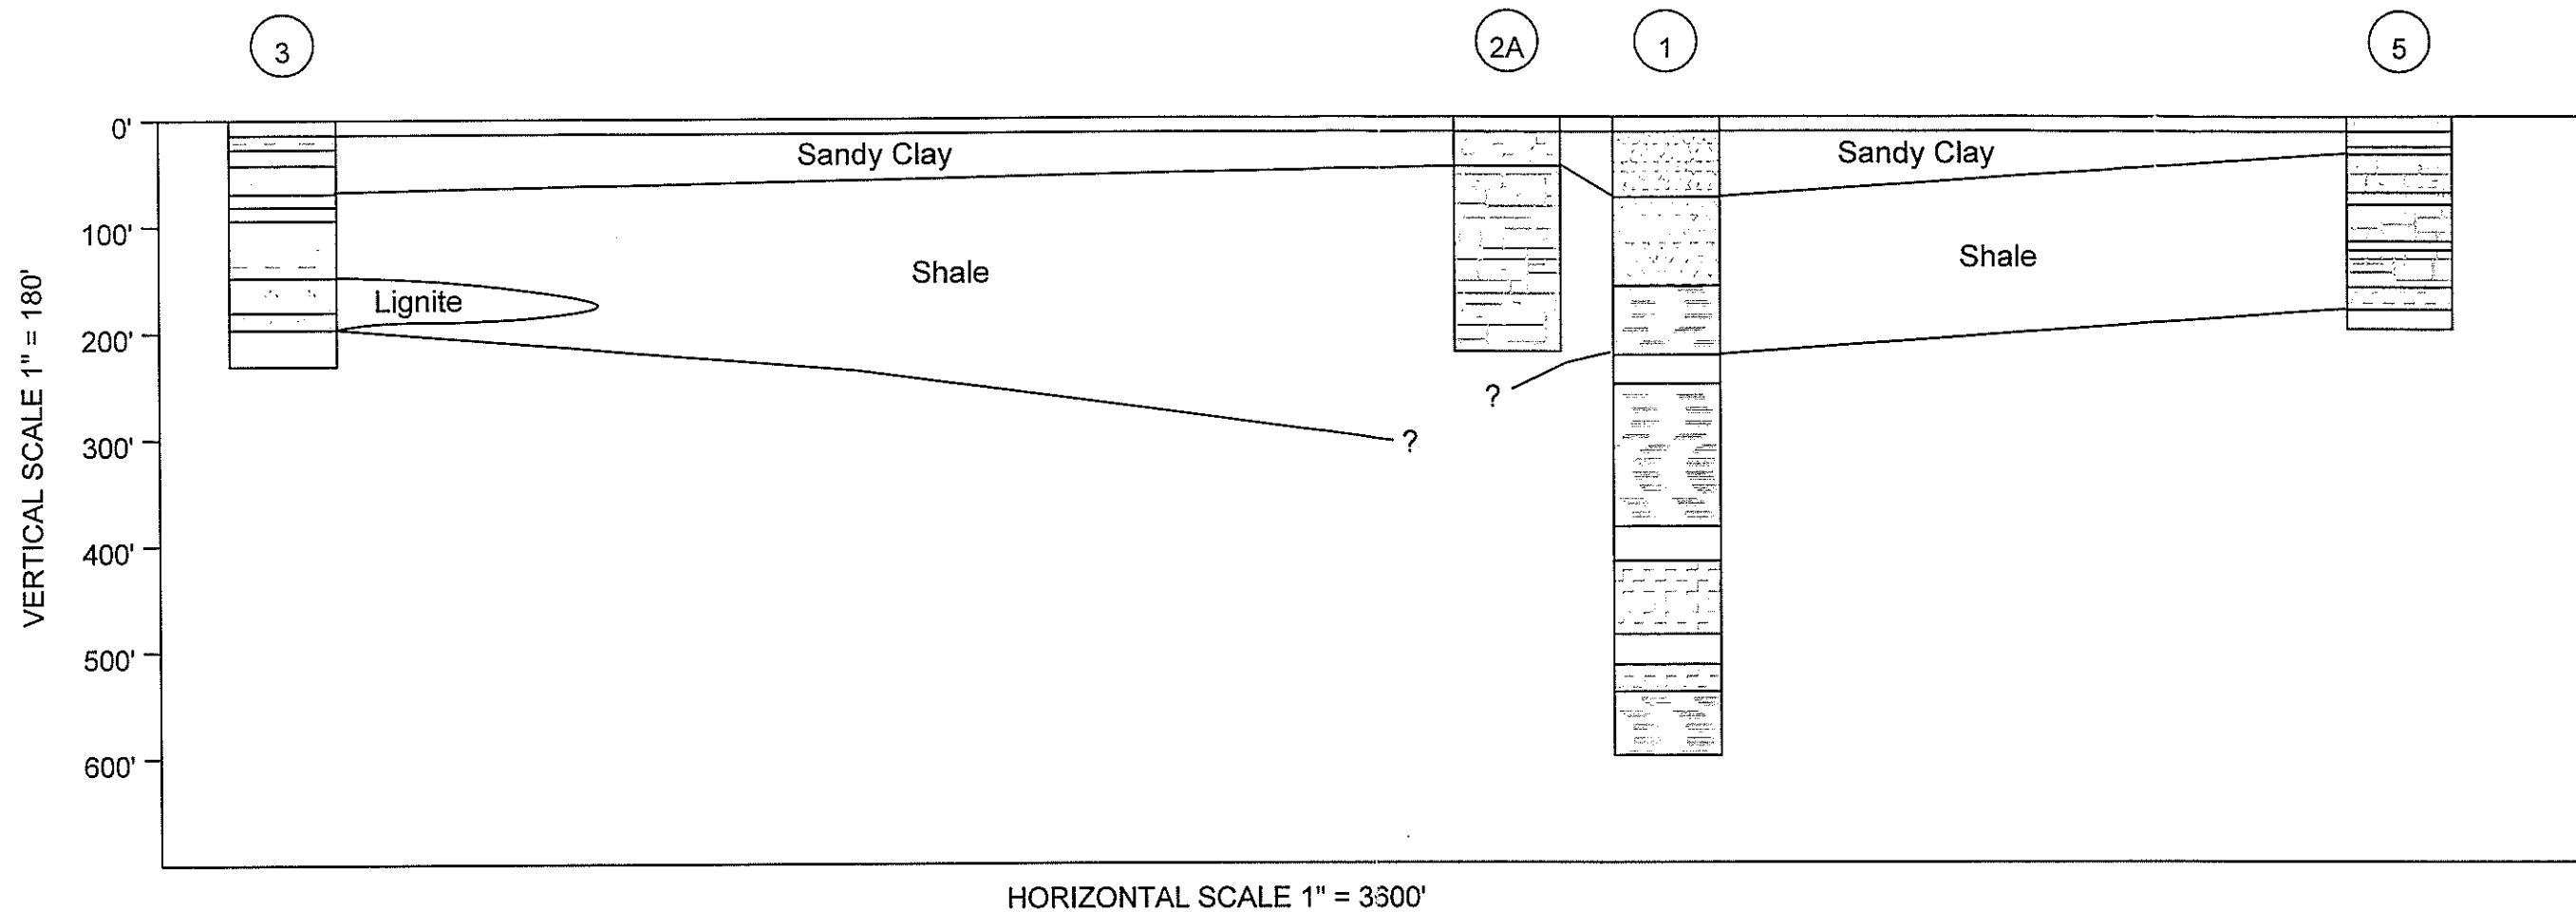 3
2A
1
5
0'
Sandy Clay
Sandy Clay
100'
Shale
Shale
Lignite
200'
?
300'
?
400'
500'
600'
VERTICAL SCALE 1" = 180'
HORIZONTAL SCALE 1" = 3600'